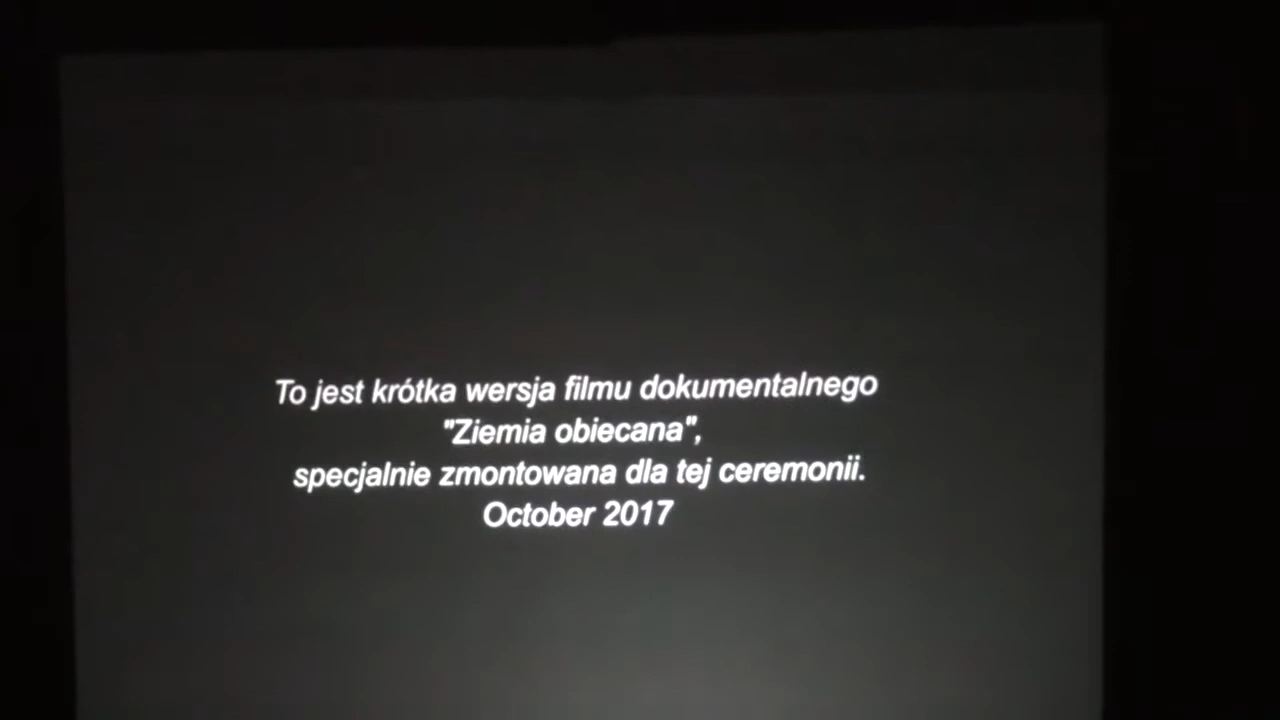 To jest krótka wersja filmu dokumentalnego
"Ziemia obiecana",
specjalnie zmontowana dla tej ceremonii.
October 2017